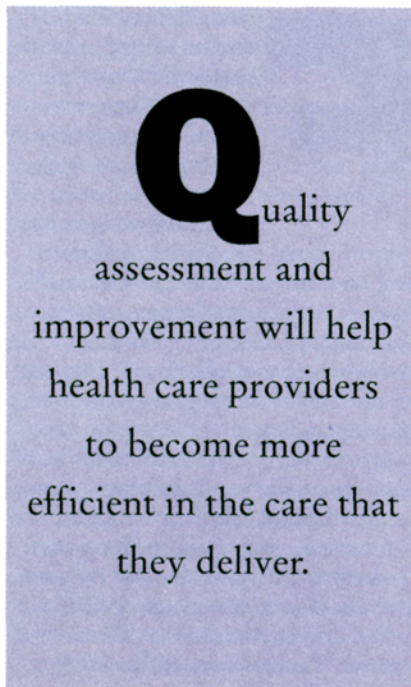 Quality
assessment and
improvement will help
health care providers
to become more
efficient in the care that
they deliver.